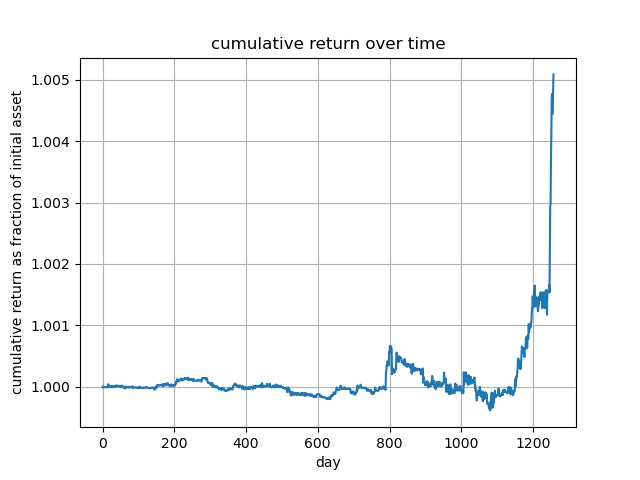 cumulative return over time
cumulative return as fraction of initial asset
1.005
1.004
1.003
1.002
1.001
1.000
0 200 400 600 800 1000 1200
day